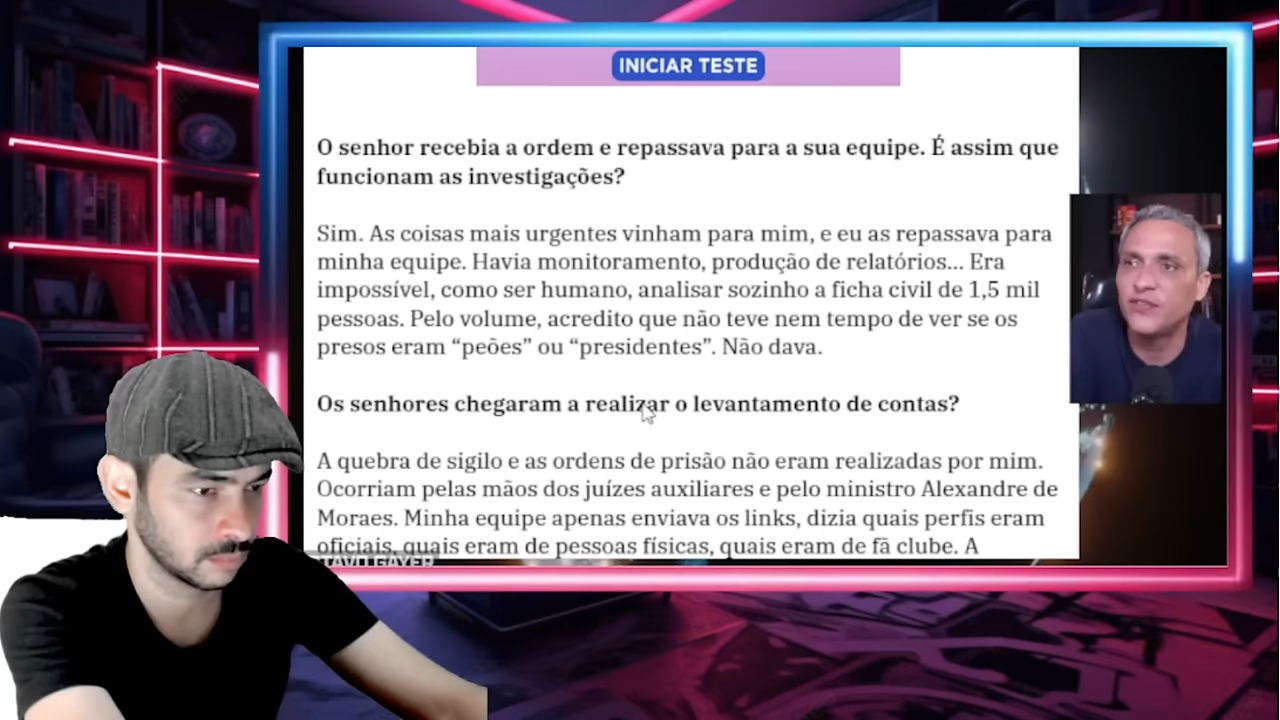 INICIAR TESTE
O senhor recebia a ordem e repassava para a sua equipe. É assim que
funcionam as investigações?
Sim. As coisas mais urgentes vinham para mim, e eu as repassava para
minha equipe. Havia monitoramento, produção de relatórios... Era
impossível, como ser humano, analisar sozinho a ficha civil de 1,5 mil
pessoas. Pelo volume, acredito que não teve nem tempo de ver se os
presos eram “peões” ou “presidentes”. Não dava.
Os senhores chegaram a realizar o levantamento de contas?
A quebra de sigilo e as ordens de prisão não eram realizadas por mim.
Ocorriam pelas mãos dos juízes auxiliares e pelo ministro Alexandre de
Moraes. Minha equipe apenas enviava os links, dizia quais perfis eram
oficiais, quais eram de pessoas físicas, quais eram de fã clube. A
GAYER